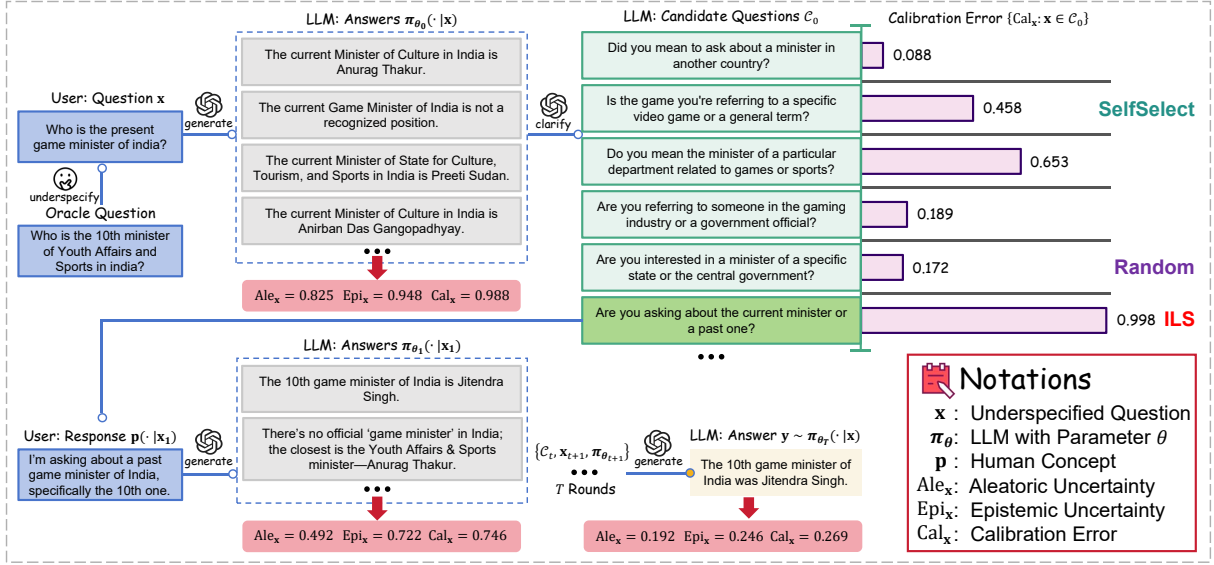 LLM: Answers π_θ₀(· |x)
The current Minister of Culture in India is
Anurag Thakur.
The current Game Minister of India is not a
recognized position.
The current Minister of State for Culture,
Tourism, and Sports in India is Preeti Sudan.
The current Minister of Culture in India is
Anirban Das Gangopadhyay.
•••
Ale_x = 0.825 Epi_x = 0.948 Cal_x = 0.988
User: Question x
Who is the present
game minister of india?
generate
underspecify
Oracle Question
Who is the 10th minister
of Youth Affairs and
Sports in india?
clarify
LLM: Candidate Questions 𝒞₀
Did you mean to ask about a minister in
another country?
Is the game you're referring to a specific
video game or a general term?
Do you mean the minister of a particular
department related to games or sports?
Are you referring to someone in the gaming
industry or a government official?
Are you interested in a minister of a specific
state or the central government?
Are you asking about the current minister or
a past one?
•••
Calibration Error {Cal_x: x ∈ 𝒞₀}
0.088
0.458
SelfSelect
0.653
0.189
0.172
Random
0.998
ILS
User: Response p(· |x₁)
I'm asking about a past
game minister of India,
specifically the 10th one.
generate
LLM: Answers π_θ₁(· |x₁)
The 10th game minister of India is Jitendra
Singh.
There's no official 'game minister' in India;
the closest is the Youth Affairs & Sports
minister—Anurag Thakur.
•••
Ale_x = 0.492 Epi_x = 0.722 Cal_x = 0.746
{𝒞_t, x_t+1, π_θ_t+1}
•••
T Rounds
generate
LLM: Answer y ~ π_θ_T(· |x)
The 10th game minister of
India was Jitendra Singh.
Ale_x = 0.192 Epi_x = 0.246 Cal_x = 0.269
Notations
x : Underspecified Question
π_θ : LLM with Parameter θ
p : Human Concept
Ale_x: Aleatoric Uncertainty
Epi_x: Epistemic Uncertainty
Cal_x: Calibration Error